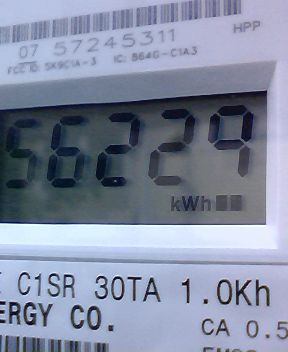 07 57245311 HPP
FCC ID: SK9C1A-3 IC: 864G-C1A3
56229
kWh
C1SR 30TA 1.0Kh
ERGY CO.
CA 0.5